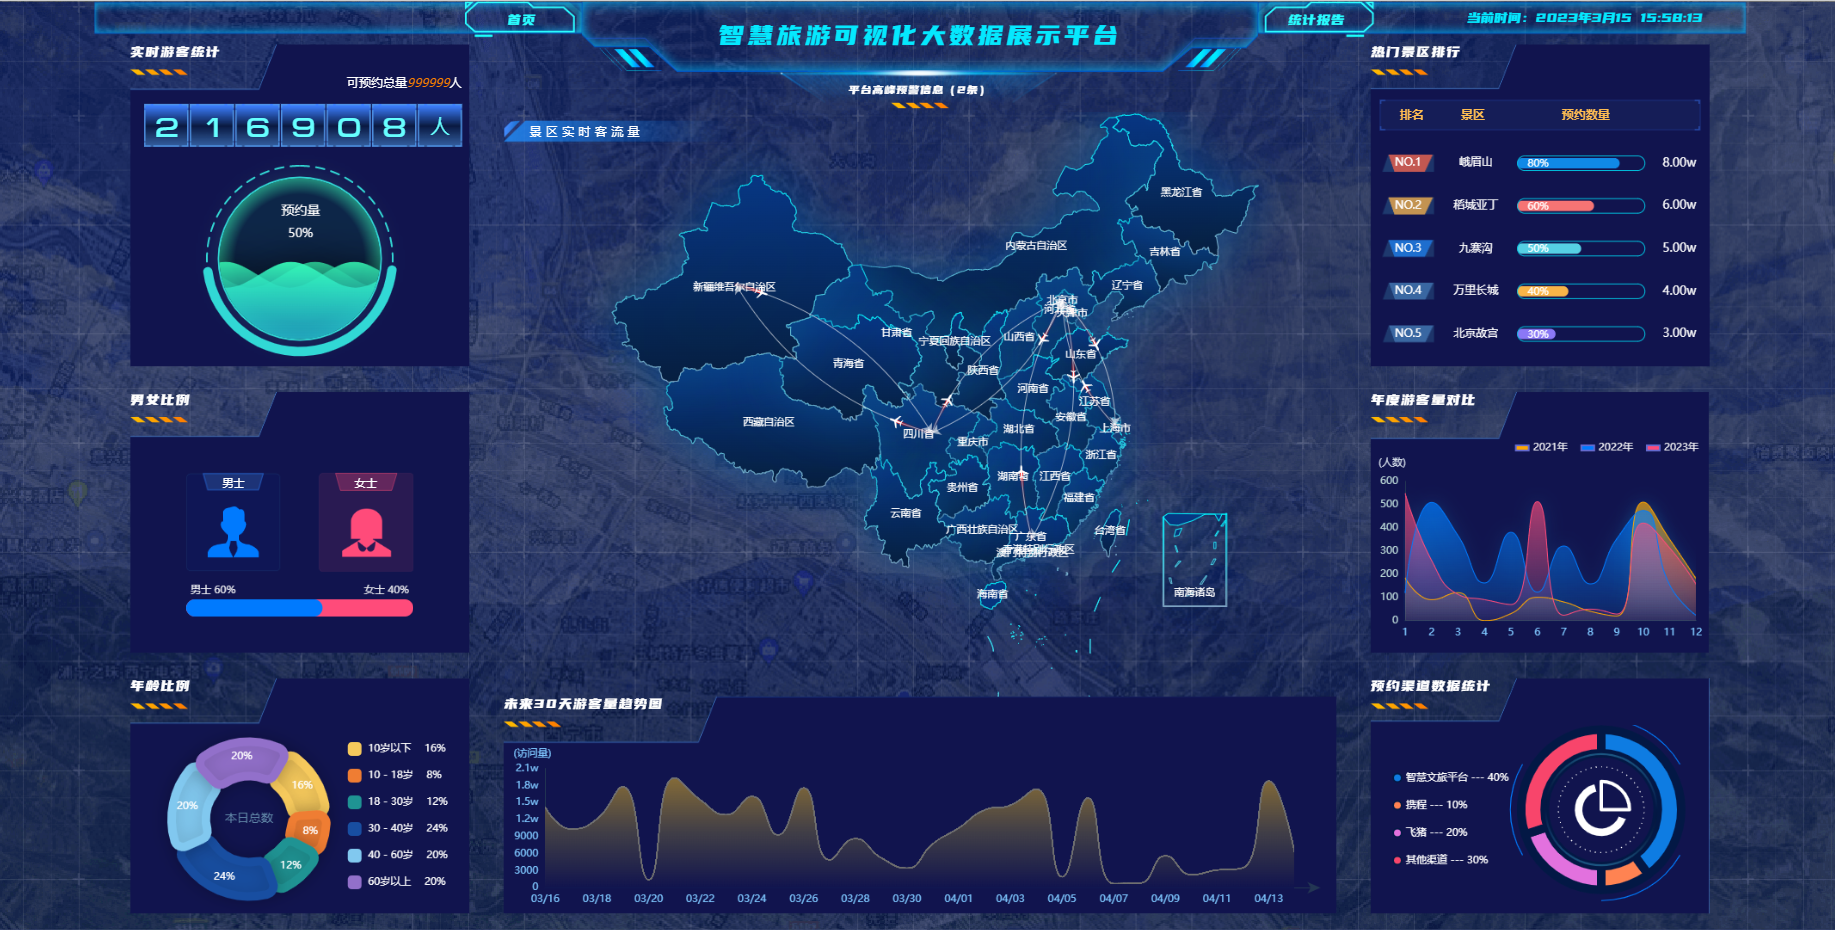 首页
智慧旅游可视化大数据展示平台
统计报告
当前时间：2023年3月15 15:58:13
平台高峰预警信息（2条）
实时游客统计
可预约总量999999人
216908人
预约量
50%
男女比例
男士
女士
男士 60%
女士 40%
年龄比例
20%
16%
8%
12%
24%
20%
本日总数
10岁以下 16%
10 - 18岁 8%
18 - 30岁 12%
30 - 40岁 24%
40 - 60岁 20%
60岁以上 20%
景区实时客流量
黑龙江省
内蒙古自治区
吉林省
辽宁省
新疆维吾尔自治区
北京市
甘肃省
宁夏回族自治区
山西省
山东省
青海省
陕西省
河南省
江苏省
西藏自治区
安徽省
四川省
湖北省
上海市
重庆市
浙江省
湖南省
江西省
贵州省
福建省
云南省
广西壮族自治区
广东省
台湾省
海南省
南海诸岛
未来30天游客量趋势国
(访问量)
2.1w
1.8w
1.5w
1.2w
9000
6000
3000
0
03/16 03/18 03/20 03/22 03/24 03/26 03/28 03/30 04/01 04/03 04/05 04/07 04/09 04/11 04/13
热门景区排行
排名 景区 预约数量
NO.1 峨眉山 80% 8.00w
NO.2 稻城亚丁 60% 6.00w
NO.3 九寨沟 50% 5.00w
NO.4 万里长城 40% 4.00w
NO.5 北京故宫 30% 3.00w
年度游客量对比
2021年 2022年 2023年
(人数)
600
500
400
300
200
100
0
1 2 3 4 5 6 7 8 9 10 11 12
预约渠道数据统计
智慧文旅平台 --- 40%
携程 --- 10%
飞猪 --- 20%
其他渠道 --- 30%